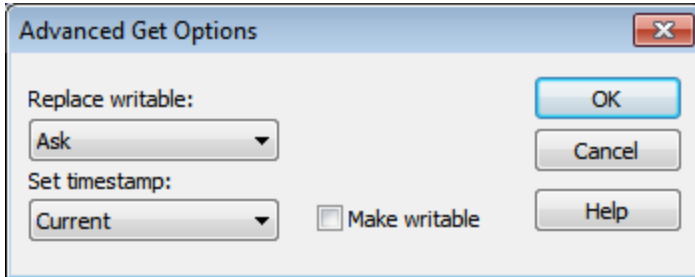 Advanced Get Options
Replace writable:
OK
Ask
Cancel
Set timestamp:
Current
Make writable
Help